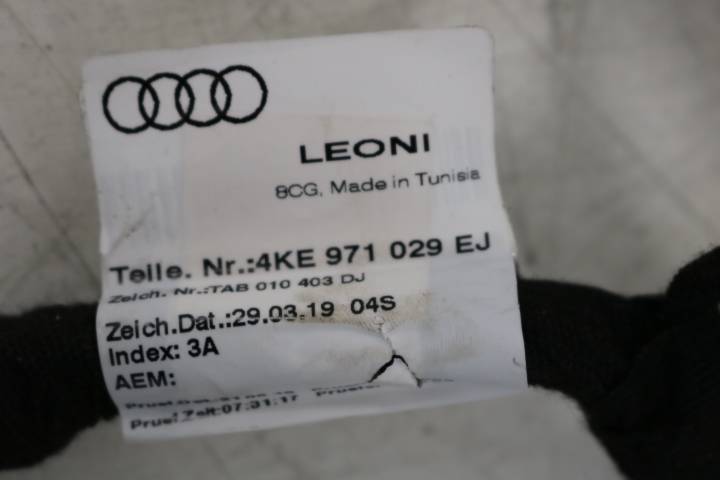 LEONI
8CG, Made in Tunisia
Teile. Nr.:4KE 971 029 EJ
Zeich. Nr.:TAB 010 403 DJ
Zeich.Dat.:29.03.19 04S
Index: 3A
AEM:
Pruef.Zeit:07:31:17